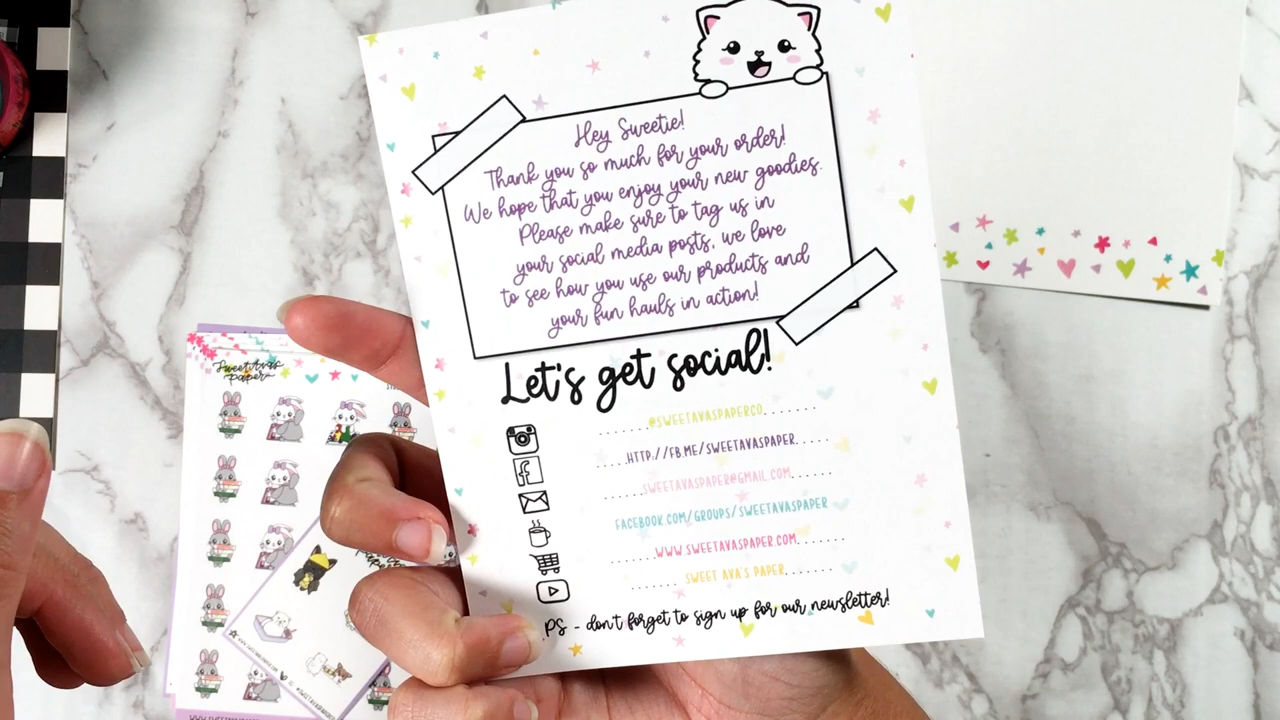 Hey Sweetie!
Thank you so much for your order!
We hope that you enjoy your new goodies.
Please make sure to tag us in
your social media posts, we love
to see how you use our products and
your fun hauls in action!
Let's get social!
.......@SWEETAVASPAPERCO.......
.....HTTP://FB.ME/SWEETAVASPAPER.....
......SWEETAVASPAPER@GMAIL.COM......
FACEBOOK.COM/GROUPS/SWEETAVASPAPER
......WWW.SWEETAVASPAPER.COM.......
....... SWEET AVA'S PAPER.......
PS - don't forget to sign up for our newsletter!
Sweet Ava's
Paper